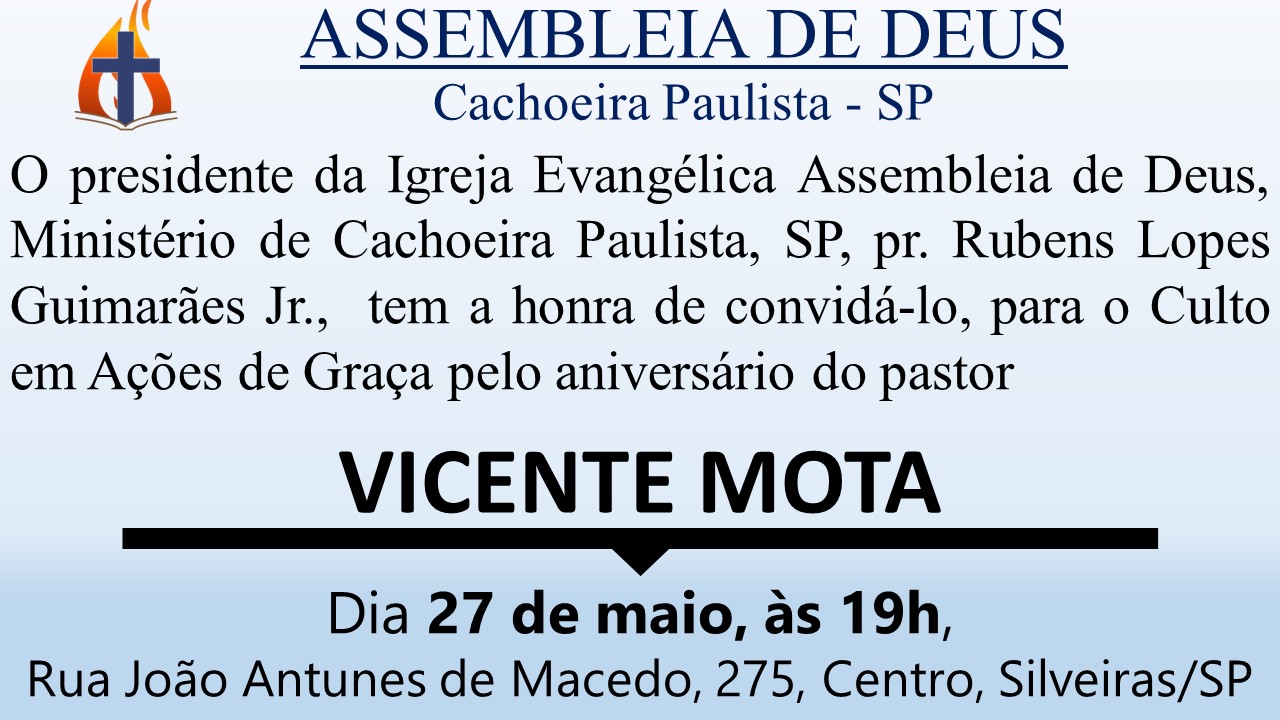 ASSEMBLEIA DE DEUS
Cachoeira Paulista - SP
O presidente da Igreja Evangélica Assembleia de Deus,
Ministério de Cachoeira Paulista, SP, pr. Rubens Lopes
Guimarães Jr., tem a honra de convidá-lo, para o Culto
em Ações de Graça pelo aniversário do pastor
VICENTE MOTA
Dia 27 de maio, às 19h,
Rua João Antunes de Macedo, 275, Centro, Silveiras/SP